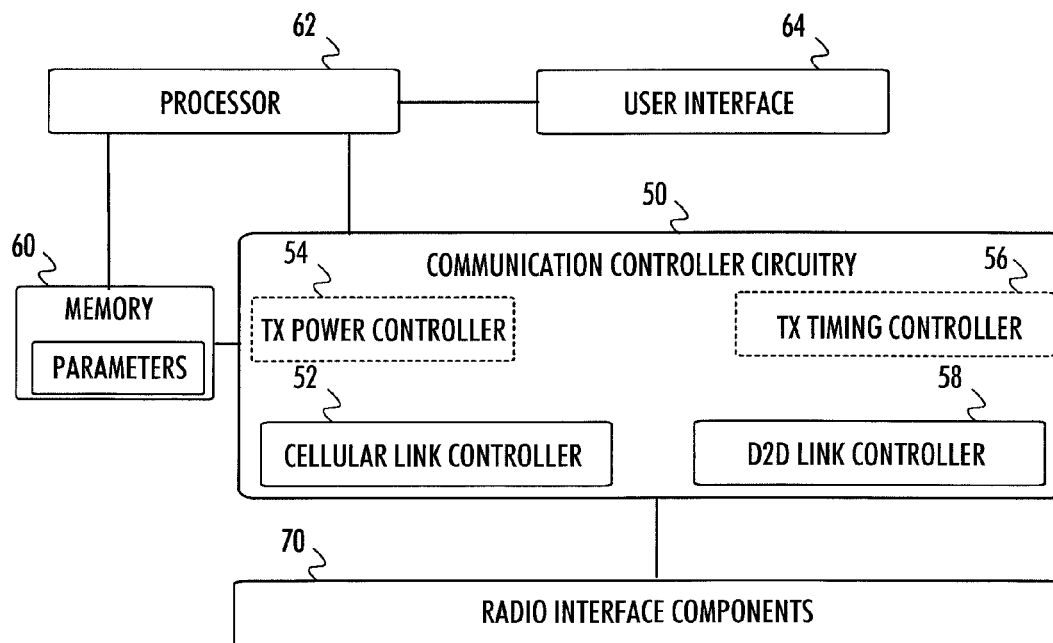 62
64
PROCESSOR
USER INTERFACE
50
60
54
COMMUNICATION CONTROLLER CIRCUITRY
56
MEMORY
TX POWER CONTROLLER
TX TIMING CONTROLLER
PARAMETERS
52
58
CELLULAR LINK CONTROLLER
D2D LINK CONTROLLER
70
RADIO INTERFACE COMPONENTS